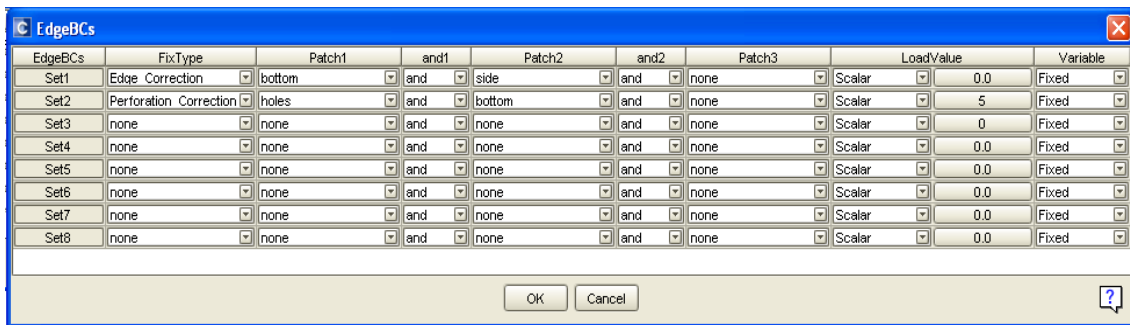 C EdgeBCs
EdgeBCs FixType Patch1 and1 Patch2 and2 Patch3 LoadValue Variable
Set1 Edge Correction bottom and side and none Scalar 0.0 Fixed
Set2 Perforation Correction holes and bottom and none Scalar 5 Fixed
Set3 none none and none and none Scalar 0 Fixed
Set4 none none and none and none Scalar 0.0 Fixed
Set5 none none and none and none Scalar 0.0 Fixed
Set6 none none and none and none Scalar 0.0 Fixed
Set7 none none and none and none Scalar 0.0 Fixed
Set8 none none and none and none Scalar 0.0 Fixed
OK Cancel ?